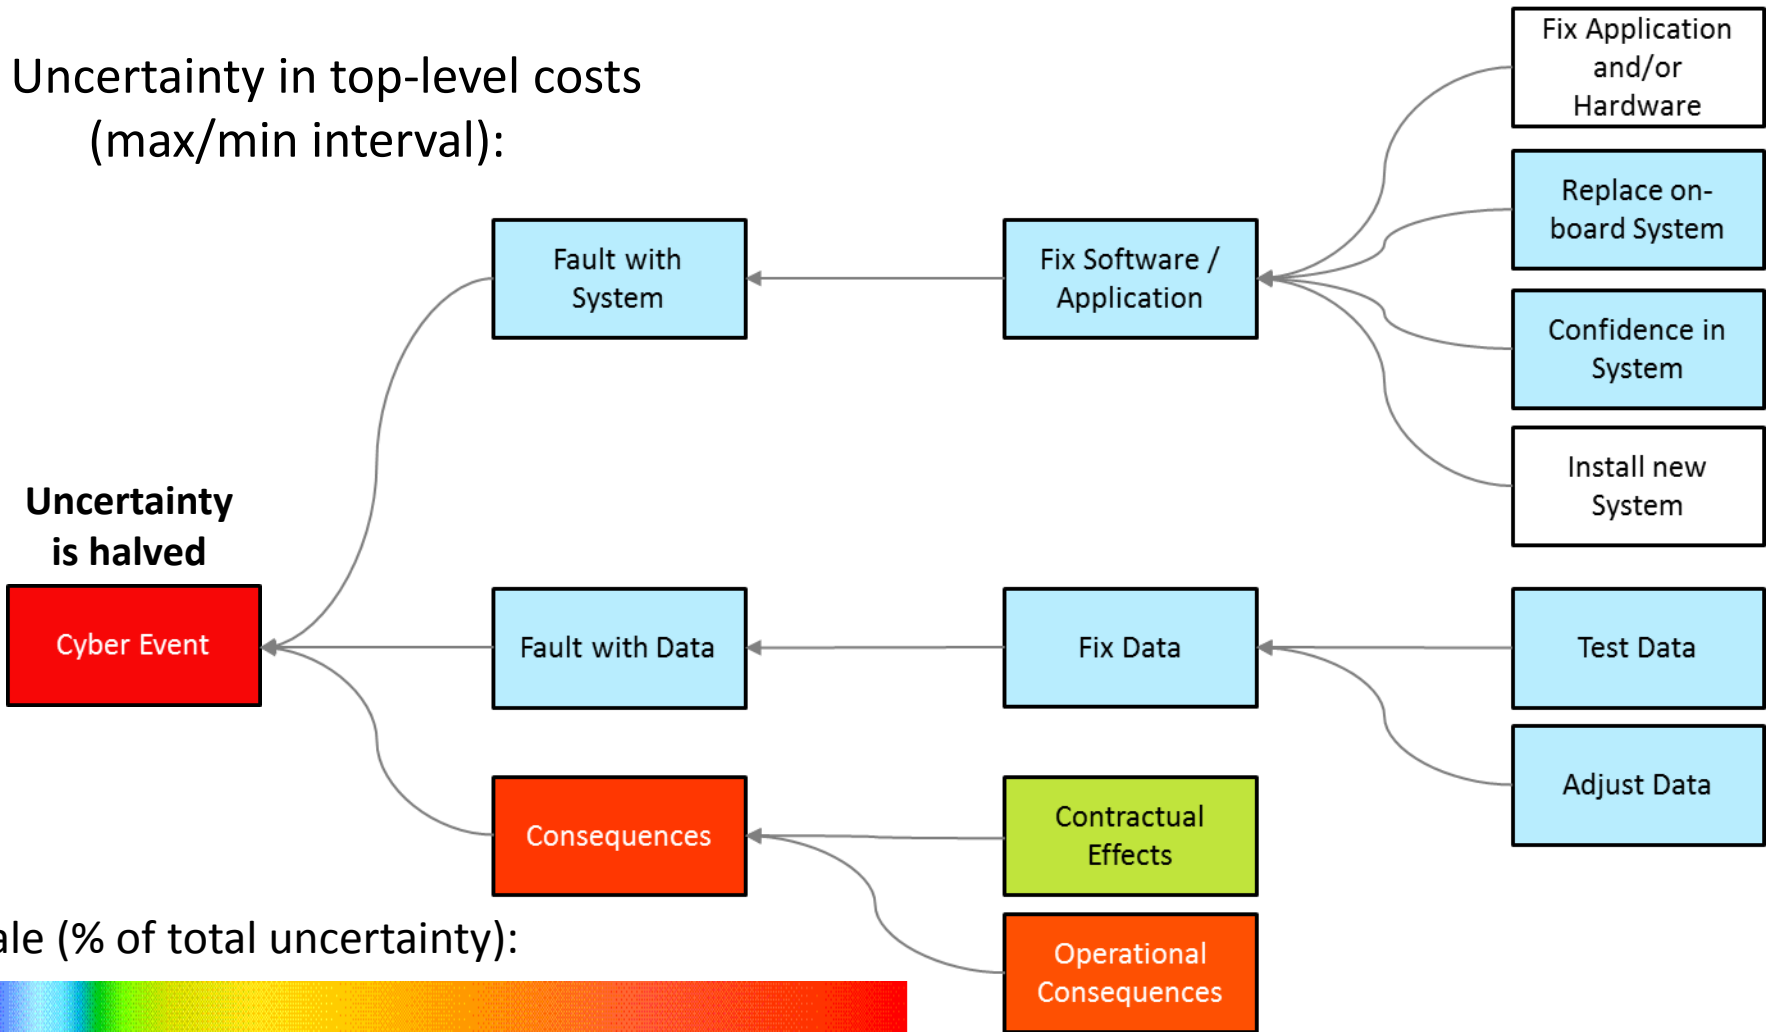 Uncertainty in top-level costs
(max/min interval):
Fix Application
and/or
Hardware
Replace on-
board System
Fault with
System
Fix Software /
Application
Confidence in
System
Install new
System
Uncertainty
is halved
Cyber Event
Fault with Data
Fix Data
Test Data
Adjust Data
Consequences
Contractual
Effects
Operational
Consequences
(% of total uncertainty):